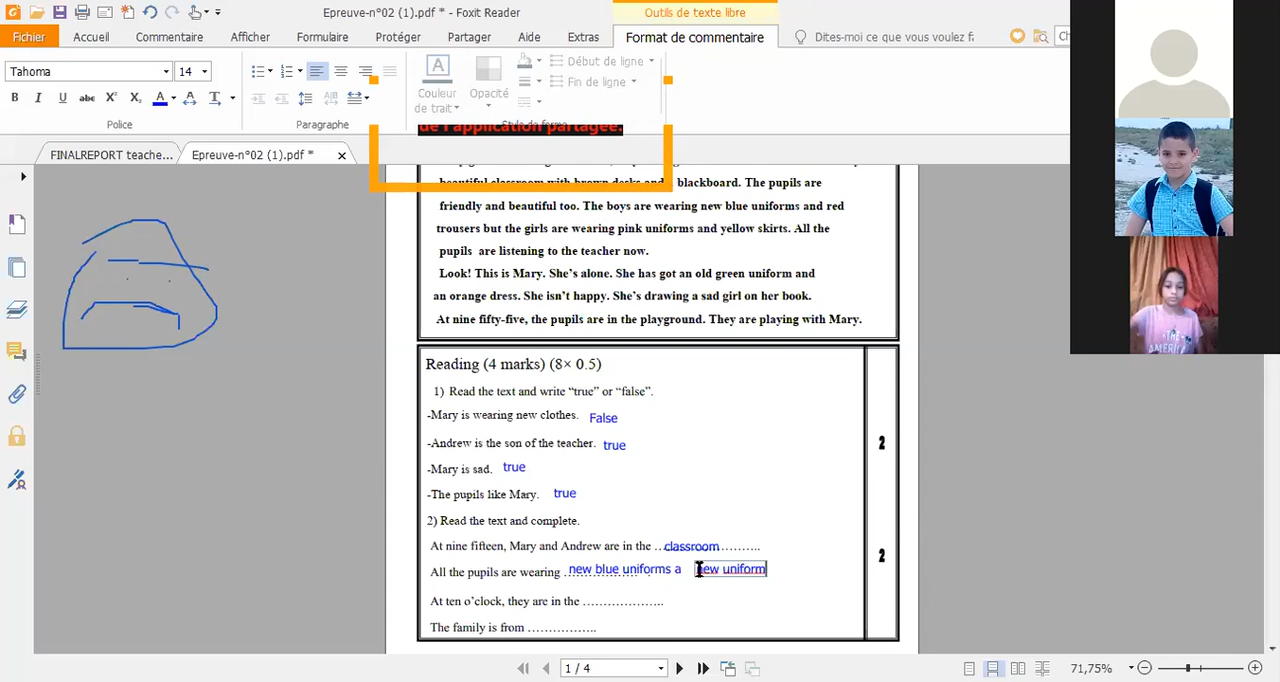 Epreuve-n°02 (1).pdf * - Foxit Reader
Outils de texte libre
Fichier Accueil Commentaire Afficher Formulaire Protéger Partager Aide Extras Format de commentaire Dites-moi ce que vous voulez f
Tahoma 14
Début de ligne
Fin de ligne
Couleur de trait
Opacité
Police Paragraphe Style de forme
de l'application partagée.
FINALREPORT teache... Epreuve-n°02 (1).pdf *
beautiful classroom with brown desks and blackboard. The pupils are
friendly and beautiful too. The boys are wearing new blue uniforms and red
trousers but the girls are wearing pink uniforms and yellow skirts. All the
pupils are listening to the teacher now.
Look! This is Mary. She's alone. She has got an old green uniform and
an orange dress. She isn't happy. She's drawing a sad girl on her book.
At nine fifty-five, the pupils are in the playground. They are playing with Mary.
Reading (4 marks) (8× 0.5)
1) Read the text and write “true” or “false”.
-Mary is wearing new clothes. False
-Andrew is the son of the teacher. true
2
-Mary is sad. true
-The pupils like Mary. true
2) Read the text and complete.
At nine fifteen, Mary and Andrew are in the …classroom………..
2
All the pupils are wearing new blue uniforms a new uniform
At ten o’clock, they are in the ………………..
The family is from ……………..
1 / 4
71,75%